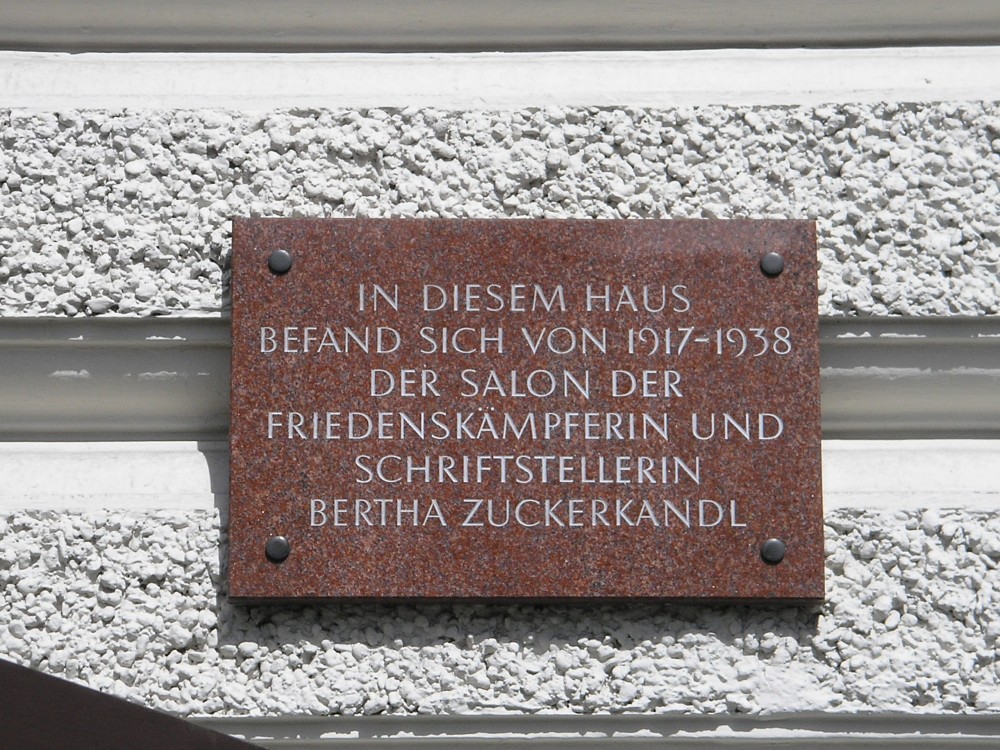 IN DIESEM HAUS
BEFAND SICH VON 1917-1938
DER SALON DER
FRIEDENSKÄMPFERIN UND
SCHRIFTSTELLERIN
BERTHA ZUCKERKANDL